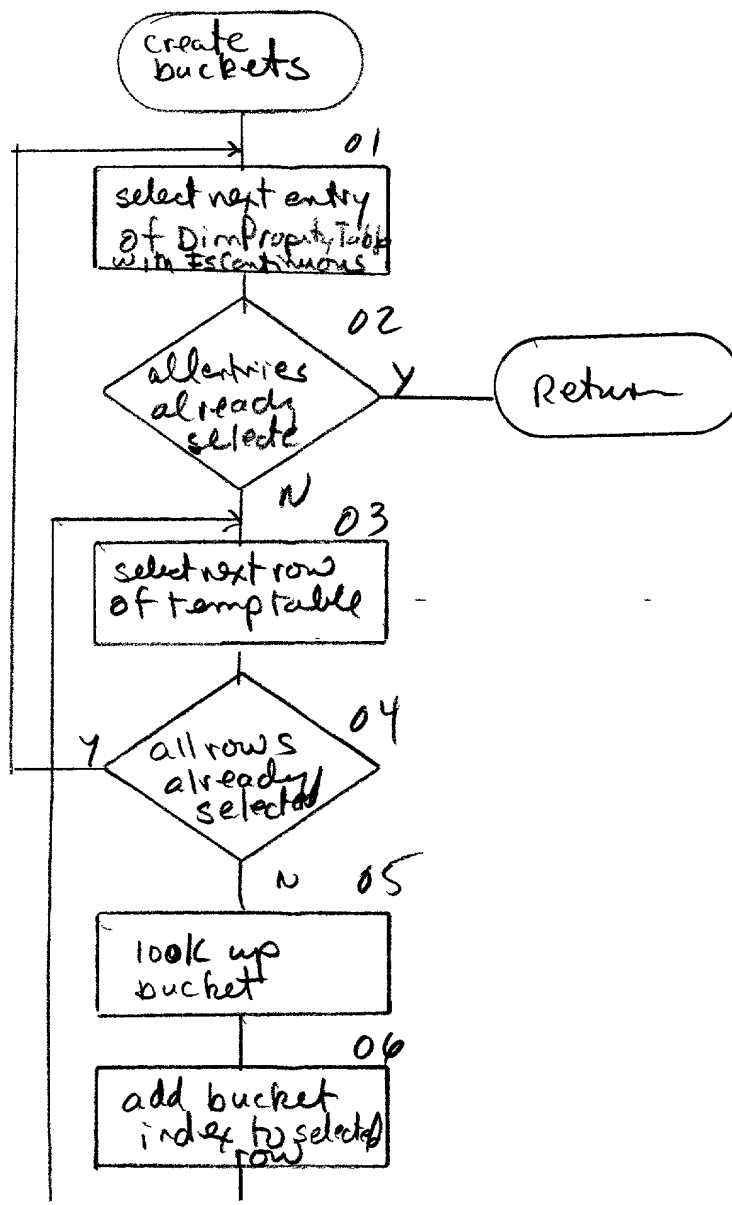 create
buckets
01
select next entry
of DimPropertyTable
with IsContinuous
02
all entries
already
selecte
Y
Return
N
03
select next row
of temp table
04
Y
all rows
already
selected
N
05
look up
bucket
06
add bucket
index to selected
row